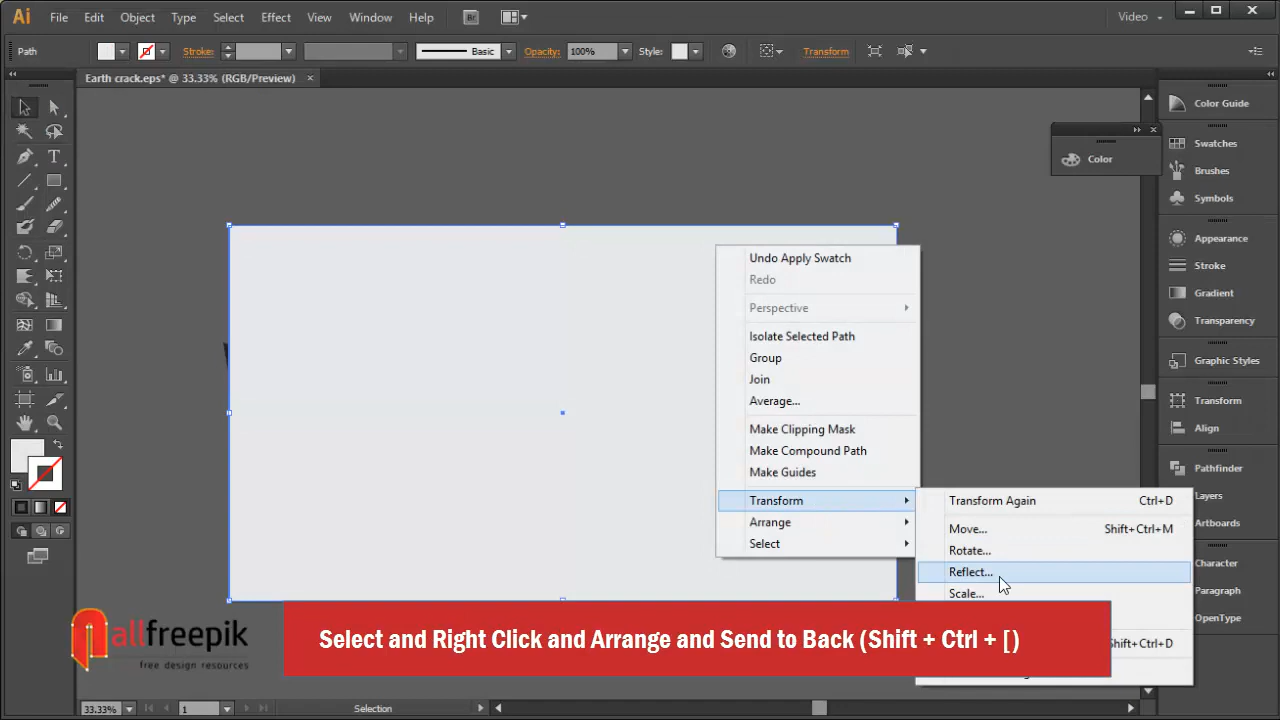 Ai File Edit Object Type Select Effect View Window Help Br Video
Path Stroke: Basic Opacity: 100% Style: Transform
Earth crack.eps* @ 33.33% (RGB/Preview)
Color Guide
Color
Swatches
Brushes
Symbols
Appearance
Stroke
Gradient
Transparency
Graphic Styles
Transform
Align
Pathfinder
Layers
Artboards
Character
Paragraph
OpenType
Undo Apply Swatch
Redo
Perspective
Isolate Selected Path
Group
Join
Average...
Make Clipping Mask
Make Compound Path
Make Guides
Transform
Arrange
Select
Transform Again Ctrl+D
Move... Shift+Ctrl+M
Rotate...
Reflect...
Scale...
Shift+Ctrl+D
allfreepik
free design resources
Select and Right Click and Arrange and Send to Back (Shift + Ctrl + [)
33.33% 1 Selection